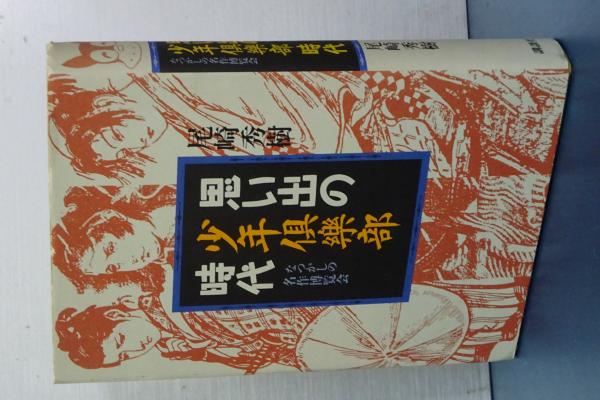 尾崎秀樹
思い出の
少年倶樂部
時代
なつかしの
名作博覧会
少年倶樂部時代
なつかしの名作博覧会
尾崎秀樹